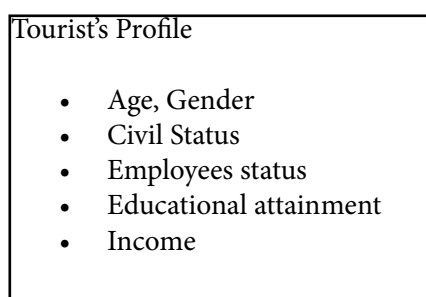 Tourist's Profile
• Age, Gender
• Civil Status
• Employees status
• Educational attainment
• Income